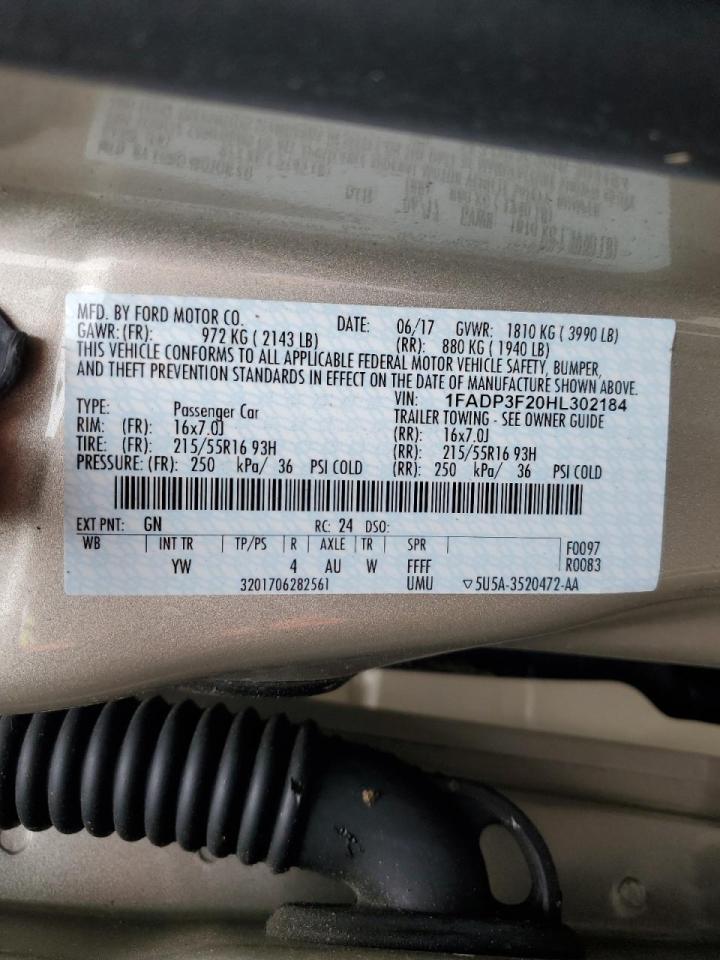 MFD. BY FORD MOTOR CO. DATE: 06/17 GVWR: 1810 KG ( 3990 LB)
GAWR: (FR): 972 KG ( 2143 LB) (RR): 880 KG ( 1940 LB)
THIS VEHICLE CONFORMS TO ALL APPLICABLE FEDERAL MOTOR VEHICLE SAFETY, BUMPER,
AND THEFT PREVENTION STANDARDS IN EFFECT ON THE DATE OF MANUFACTURE SHOWN ABOVE.
VIN: 1FADP3F20HL302184
TYPE: Passenger Car TRAILER TOWING - SEE OWNER GUIDE
RIM: (FR): 16x7.0J (RR): 16x7.0J
TIRE: (FR): 215/55R16 93H (RR): 215/55R16 93H
PRESSURE: (FR): 250 kPa/ 36 PSI COLD (RR): 250 kPa/ 36 PSI COLD
EXT PNT: GN RC: 24 DSO:
WB INT TR TP/PS R AXLE TR SPR F0097
YW 4 AU W FFFF R0083
3201706282561 UMU ▽5U5A-3520472-AA